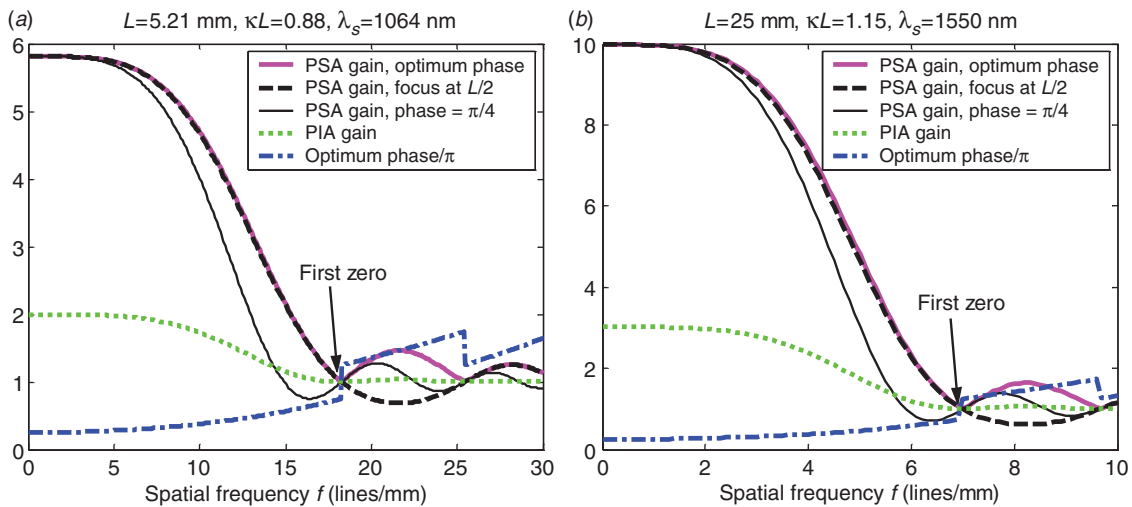 (a) L=5.21 mm, κL=0.88, λs=1064 nm
6
5
4
3
2
1
0
PSA gain, optimum phase
PSA gain, focus at L/2
PSA gain, phase = π/4
PIA gain
Optimum phase/π
First zero
0 5 10 15 20 25 30
Spatial frequency f (lines/mm)
(b) L=25 mm, κL=1.15, λs=1550 nm
10
8
6
4
2
0
PSA gain, optimum phase
PSA gain, focus at L/2
PSA gain, phase = π/4
PIA gain
Optimum phase/π
First zero
0 2 4 6 8 10
Spatial frequency f (lines/mm)